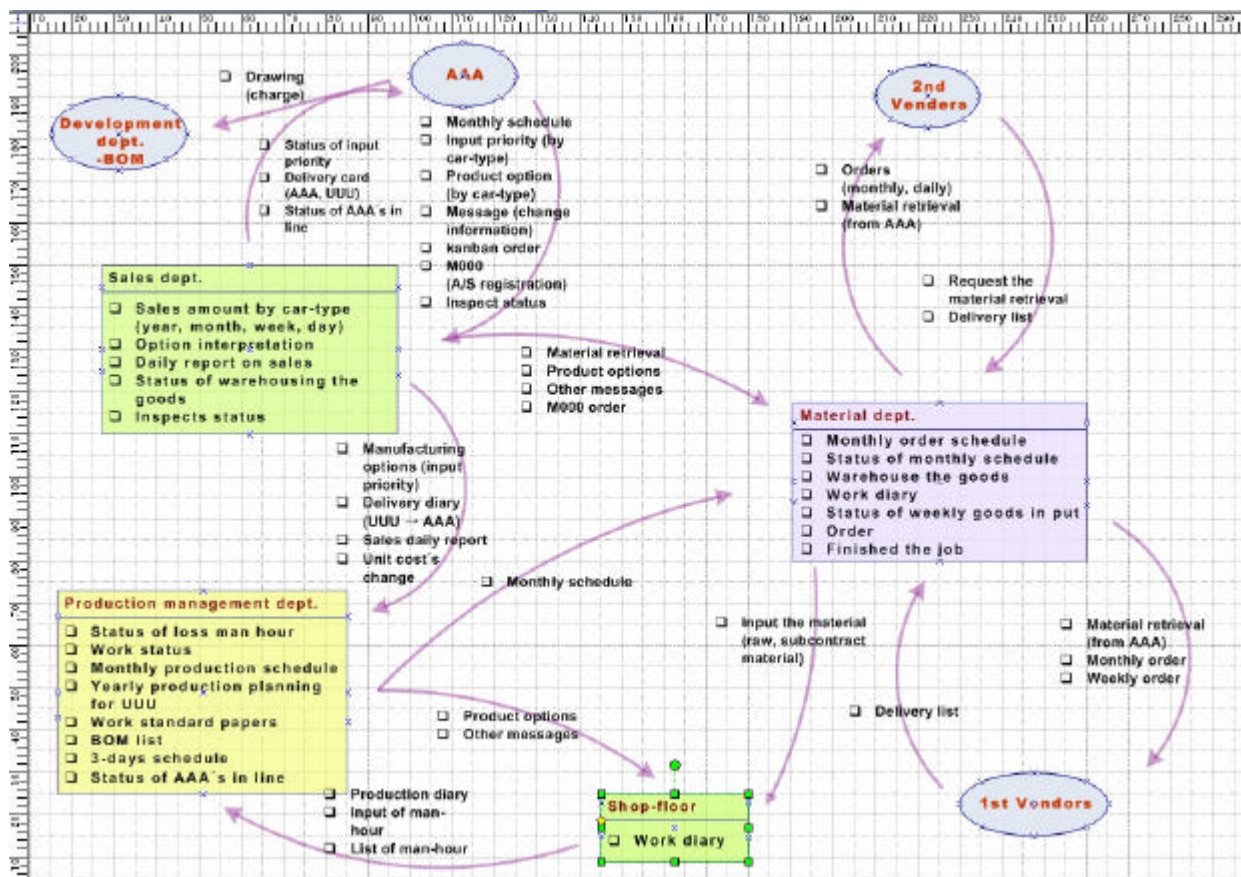 AAA
2nd
Venders
Development
dept.
-BOM
Drawing
(charge)
Status of input
priority
Delivery card
(AAA, UUU)
Status of AAA´s in
line
Monthly schedule
Input priority (by
car-type)
Product option
(by car-type)
Message (change
information)
kanban order
M000
(A/S registration)
Inspect status
Orders
(monthly, daily)
Material retrieval
(from AAA)
Request the
material retrieval
Delivery list
Sales dept.
Sales amount by car-type
(year, month, week, day)
Option interpretation
Daily report on sales
Status of warehousing the
goods
Inspects status
Material retrieval
Product options
Other messages
M000 order
Material dept.
Monthly order schedule
Status of monthly schedule
Warehouse the goods
Work diary
Status of weekly goods in put
Order
Finished the job
Manufacturing
options (input
priority)
Delivery diary
(UUU → AAA)
Sales daily report
Unit cost´s
change
Monthly schedule
Production management dept.
Status of loss man hour
Work status
Monthly production schedule
Yearly production planning
for UUU
Work standard papers
BOM list
3-days schedule
Status of AAA´s in line
Input the material
(raw, subcontract
material)
Material retrieval
(from AAA)
Monthly order
Weekly order
Product options
Other messages
Delivery list
Production diary
Input of man-
hour
List of man-hour
Shop-floor
Work diary
1st Vendors